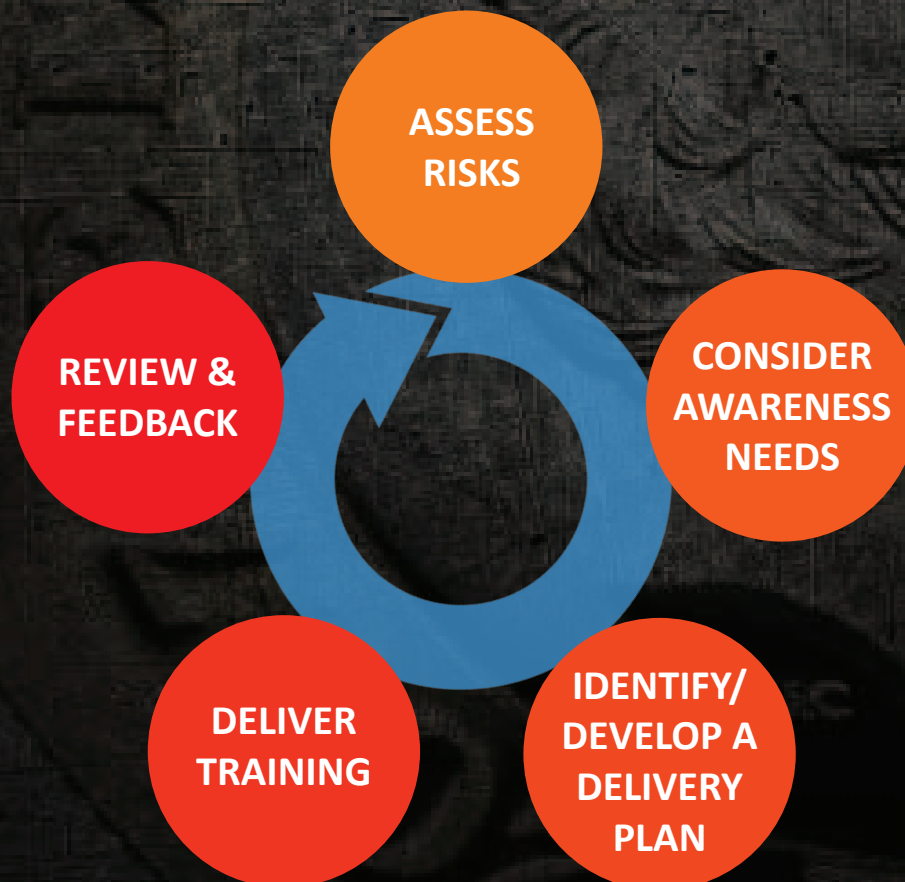 ASSESS
RISKS
CONSIDER
AWARENESS
NEEDS
IDENTIFY/
DEVELOP A
DELIVERY
PLAN
DELIVER
TRAINING
REVIEW &
FEEDBACK